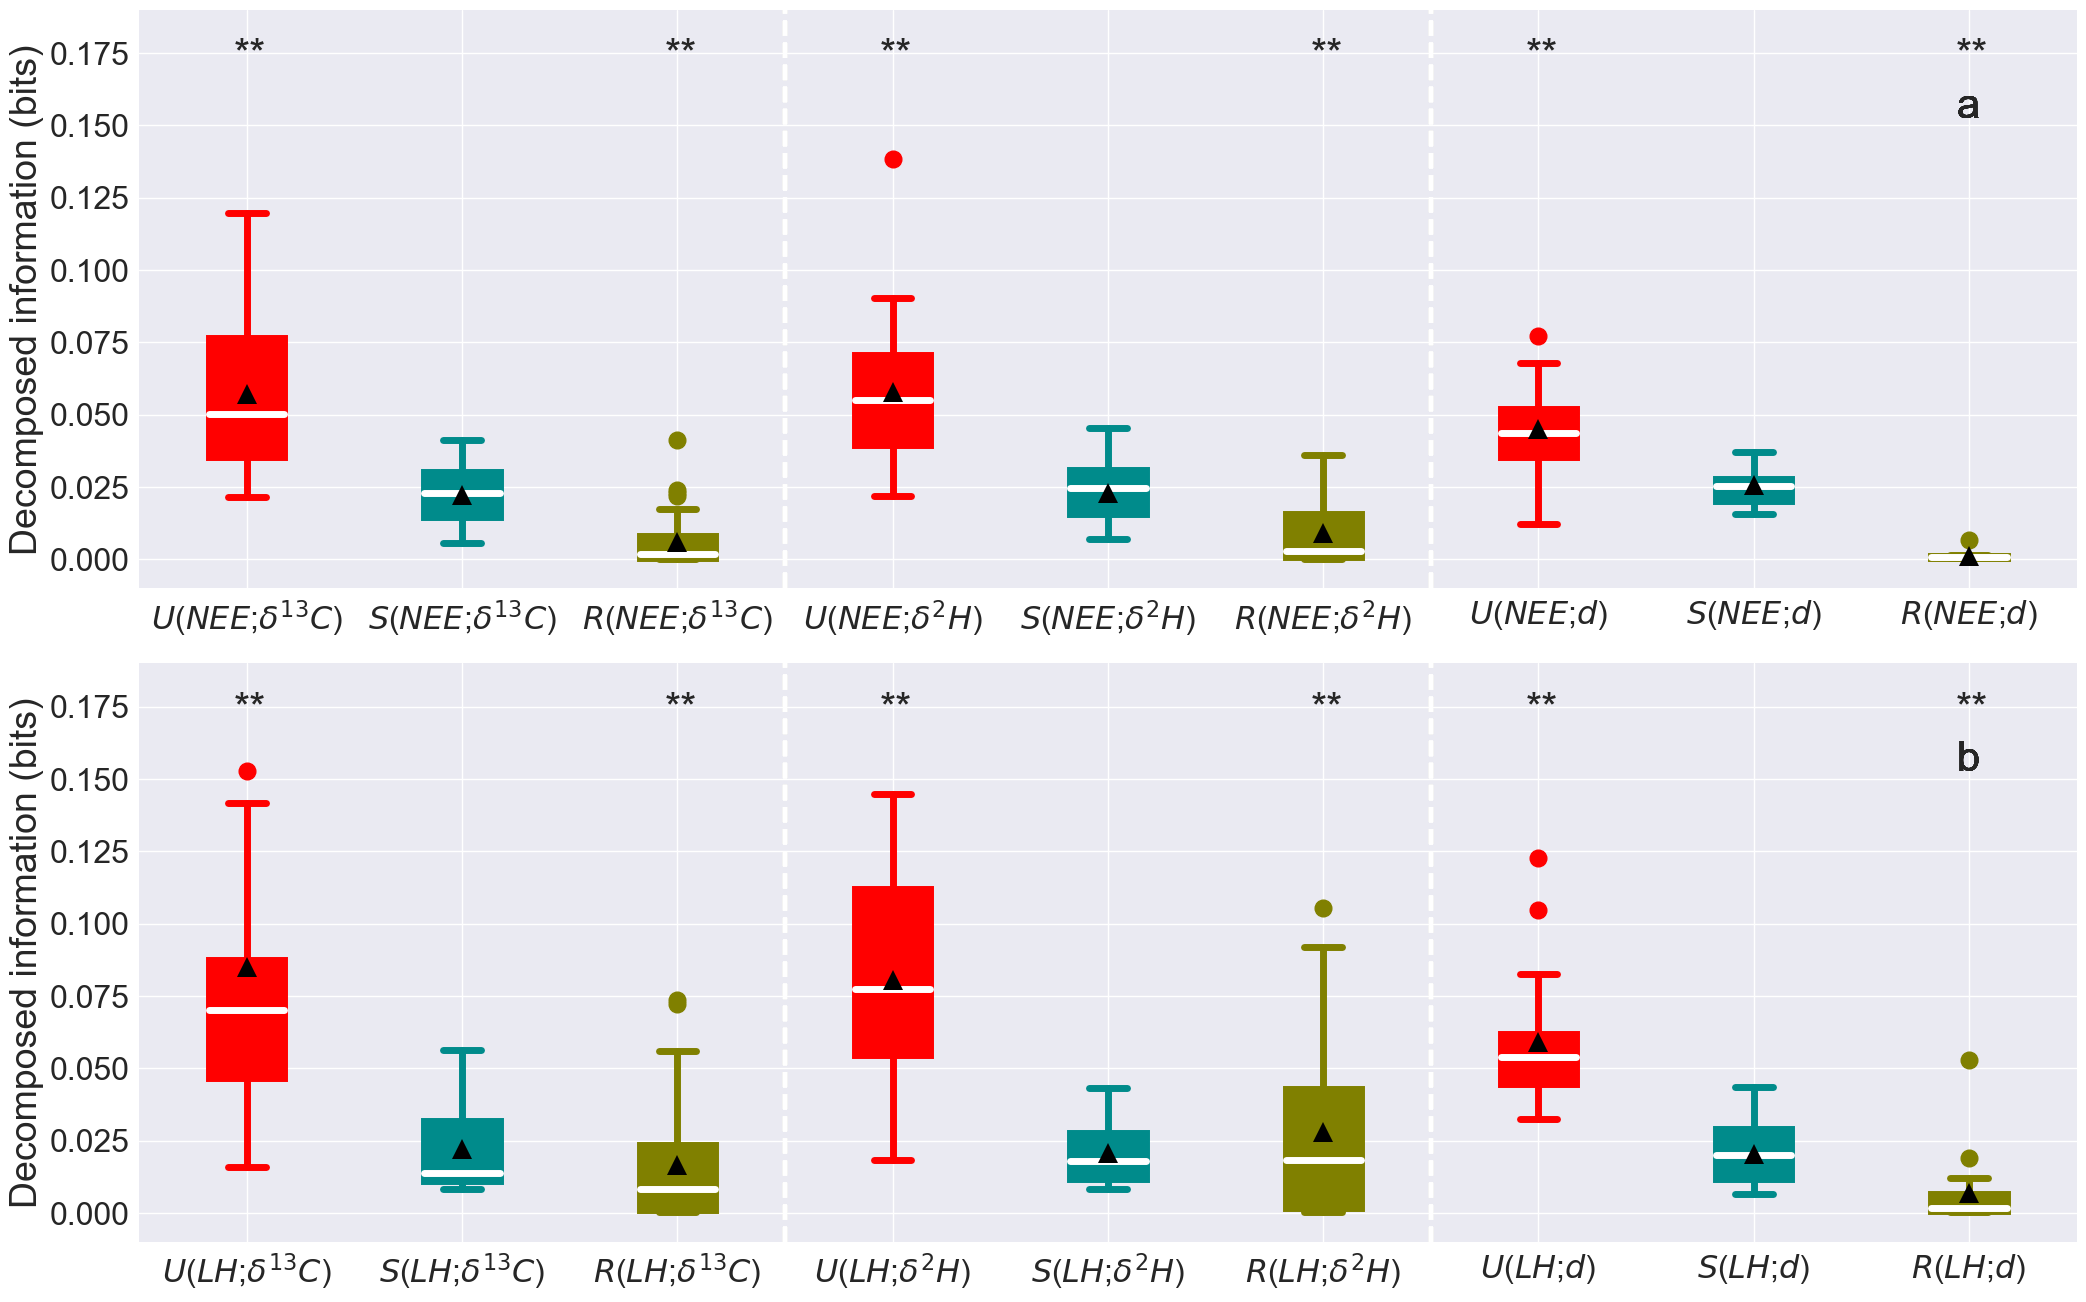 Decomposed information (bits)
0.175
0.150
0.125
0.100
0.075
0.050
0.025
0.000
** ** ** ** ** **
a
U(NEE;δ¹³C) S(NEE;δ¹³C) R(NEE;δ¹³C) U(NEE;δ²H) S(NEE;δ²H) R(NEE;δ²H) U(NEE;d) S(NEE;d) R(NEE;d)
Decomposed information (bits)
0.175
0.150
0.125
0.100
0.075
0.050
0.025
0.000
** ** ** ** ** **
b
U(LH;δ¹³C) S(LH;δ¹³C) R(LH;δ¹³C) U(LH;δ²H) S(LH;δ²H) R(LH;δ²H) U(LH;d) S(LH;d) R(LH;d)